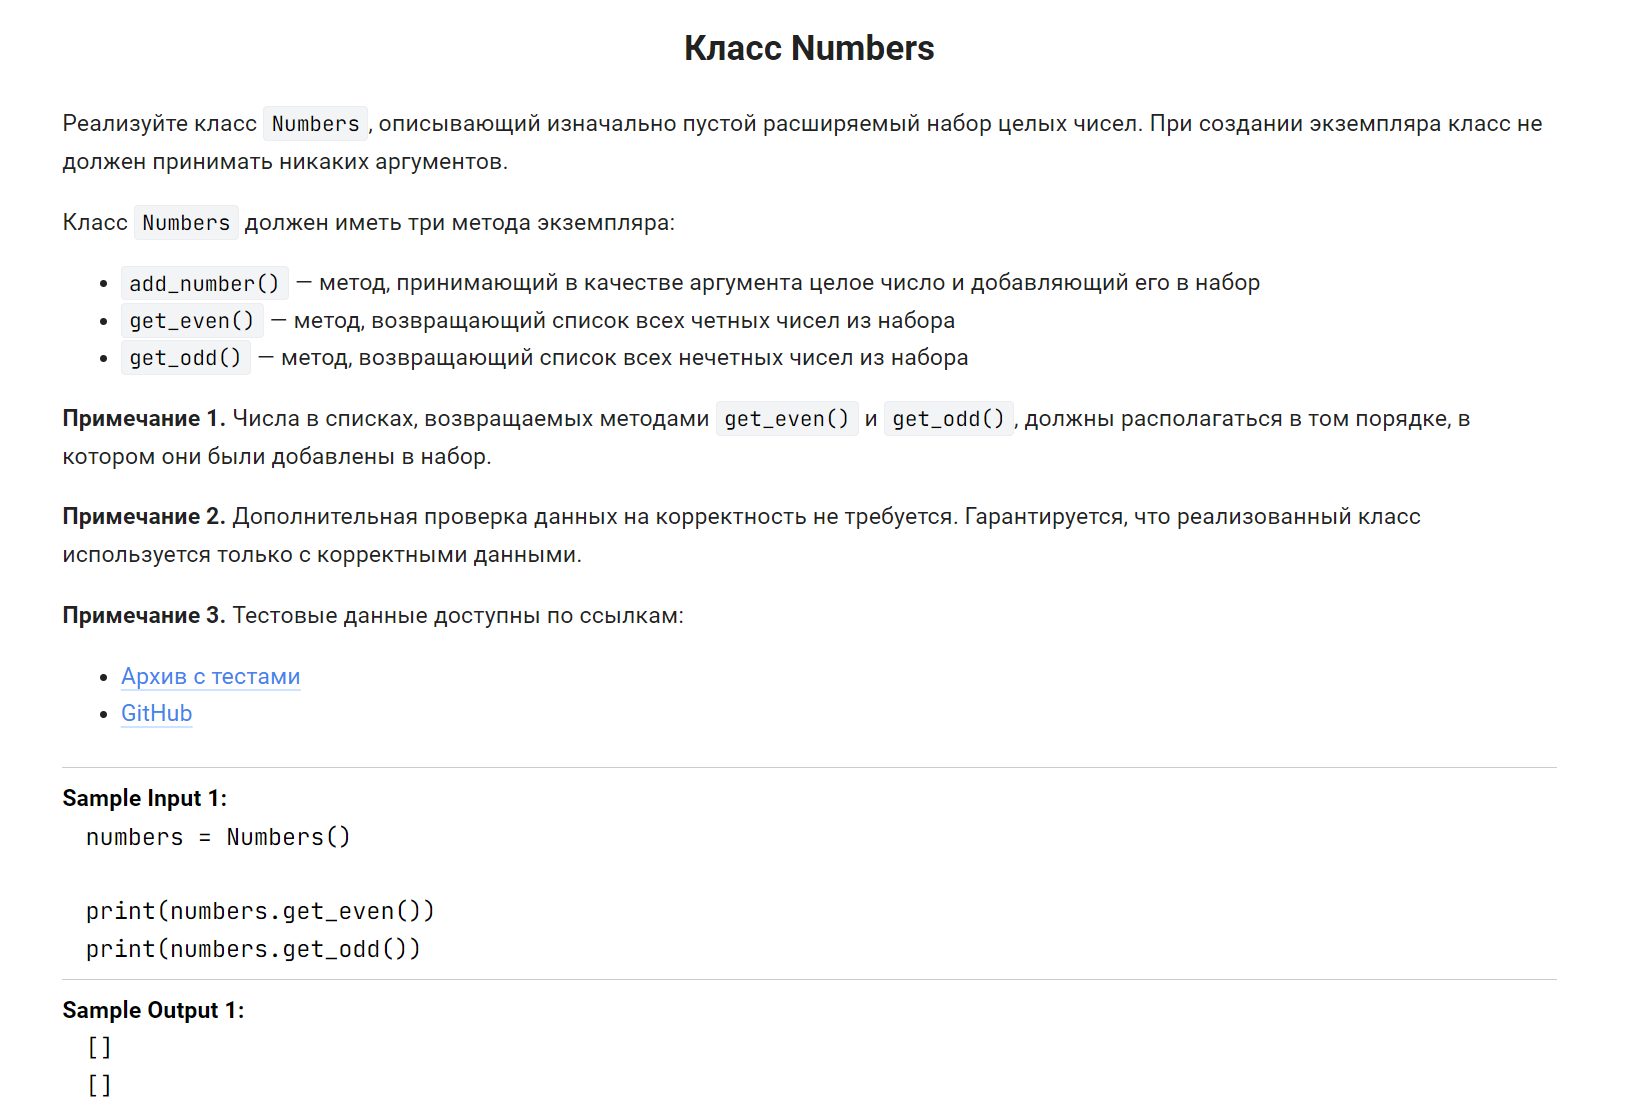 Класс Numbers
Реализуйте класс Numbers, описывающий изначально пустой расширяемый набор целых чисел. При создании экземпляра класс не
должен принимать никаких аргументов.
Класс Numbers должен иметь три метода экземпляра:
• add_number() — метод, принимающий в качестве аргумента целое число и добавляющий его в набор
• get_even() — метод, возвращающий список всех четных чисел из набора
• get_odd() — метод, возвращающий список всех нечетных чисел из набора
Примечание 1. Числа в списках, возвращаемых методами get_even() и get_odd(), должны располагаться в том порядке, в
котором они были добавлены в набор.
Примечание 2. Дополнительная проверка данных на корректность не требуется. Гарантируется, что реализованный класс
используется только с корректными данными.
Примечание 3. Тестовые данные доступны по ссылкам:
• Архив с тестами
• GitHub
Sample Input 1:
numbers = Numbers()
print(numbers.get_even())
print(numbers.get_odd())
Sample Output 1:
[]
[]